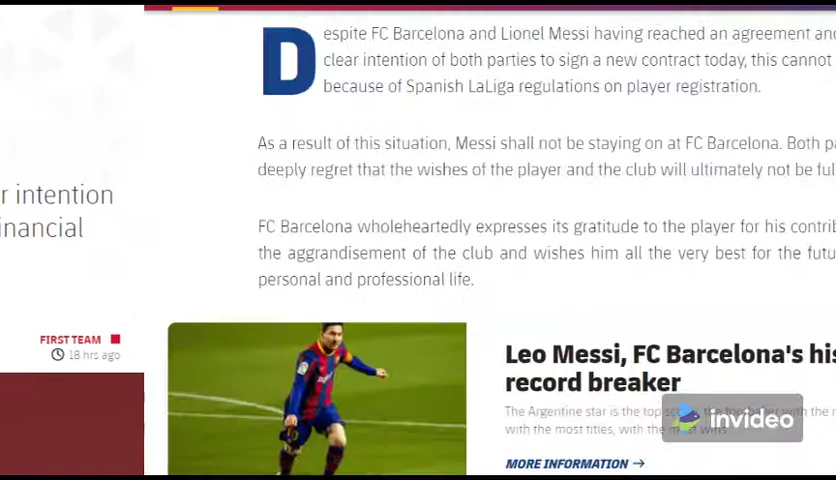 Despite FC Barcelona and Lionel Messi having reached an agreement and
clear intention of both parties to sign a new contract today, this cannot
because of Spanish LaLiga regulations on player registration.
As a result of this situation, Messi shall not be staying on at FC Barcelona. Both
deeply regret that the wishes of the player and the club will ultimately not be
r intention
inancial
FC Barcelona wholeheartedly expresses its gratitude to the player for his
the aggrandisement of the club and wishes him all the very best for the
personal and professional life.
FIRST TEAM
18 hrs ago
Leo Messi, FC Barcelona's
record breaker
The Argentine star is the top the with the
with the most titles, with the most wins
invideo
MORE INFORMATION →